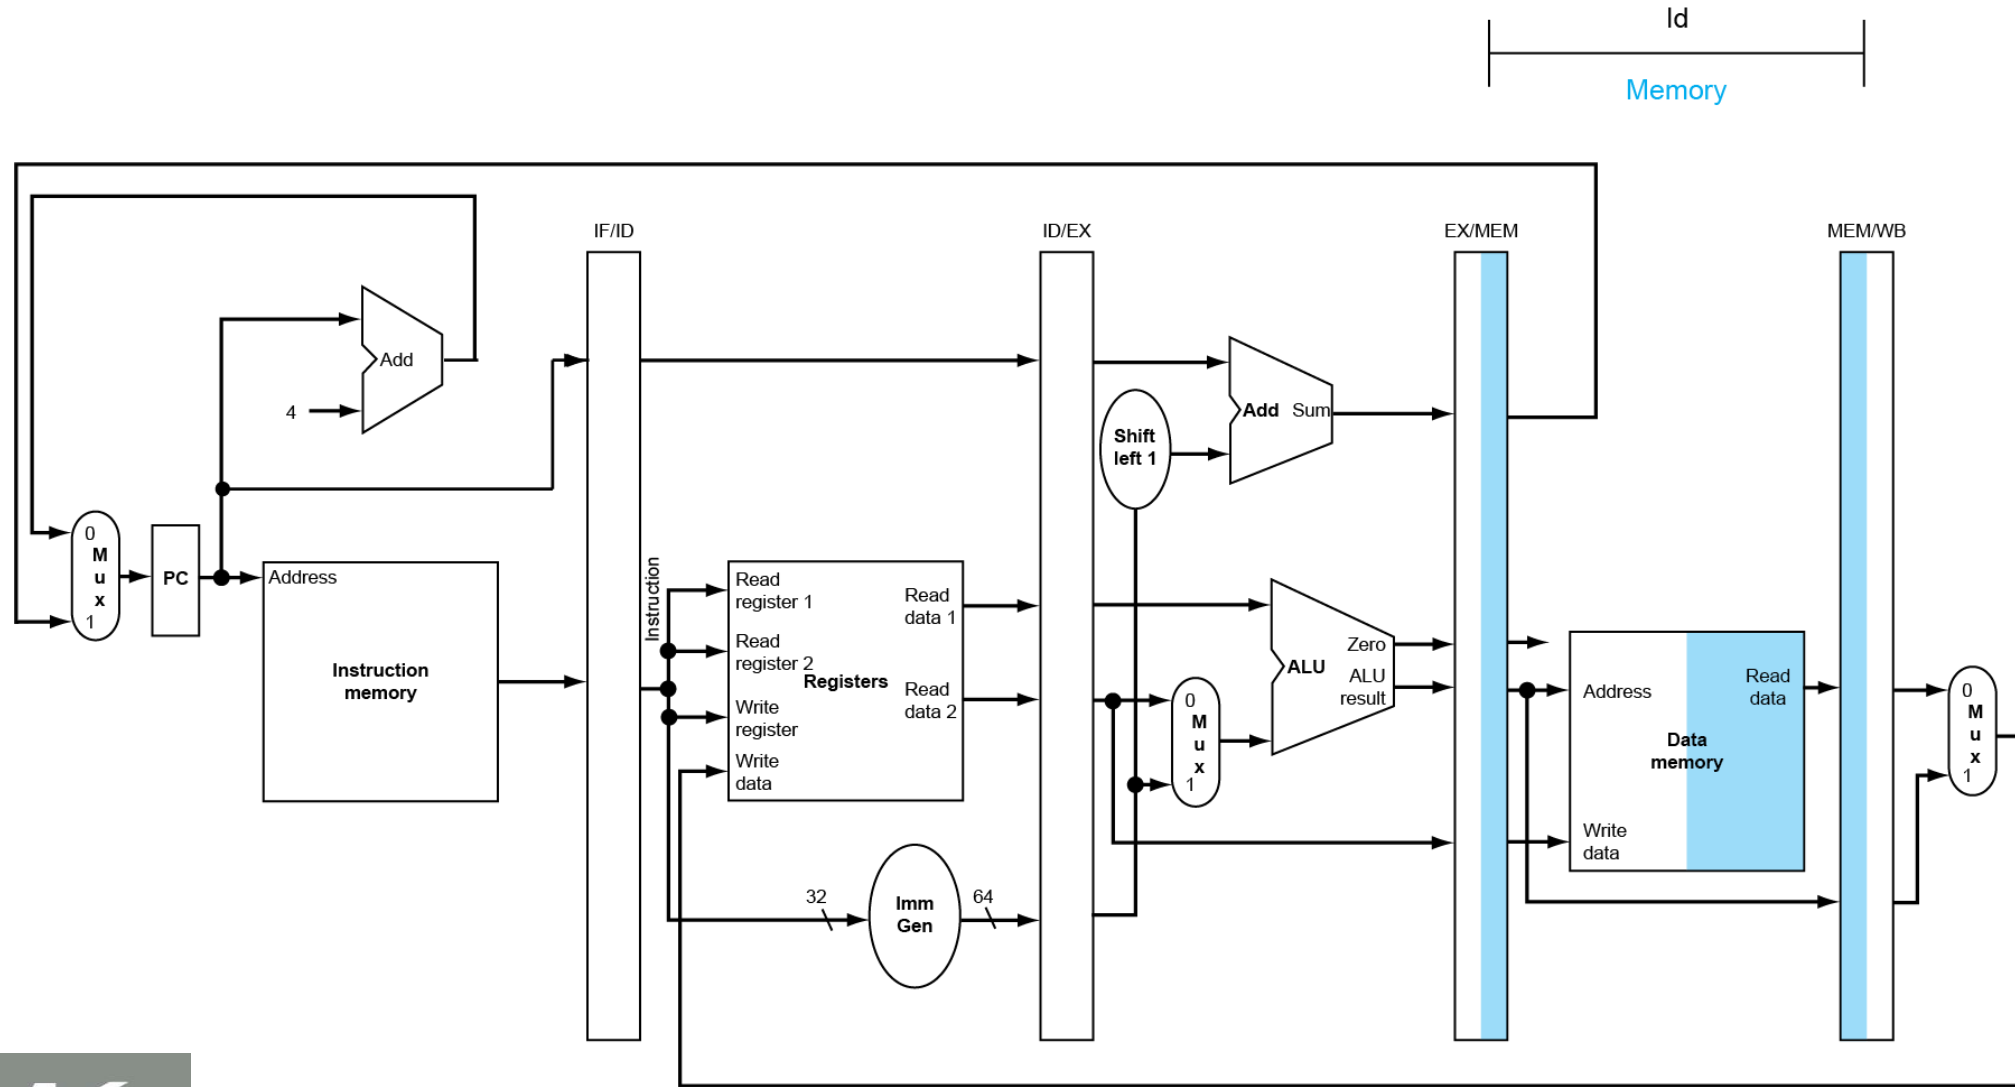 ld
Memory
IF/ID
ID/EX
EX/MEM
MEM/WB
Add
4
Add Sum
Shift
left 1
0
M
u
x
1
PC
Address
Instruction
memory
Instruction
Read
register 1
Read
register 2
Write
register
Write
data
Registers
Read
data 1
Read
data 2
32
Imm
Gen
64
0
M
u
x
1
Zero
ALU
ALU
result
Address
Read
data
Data
memory
Write
data
0
M
u
x
1